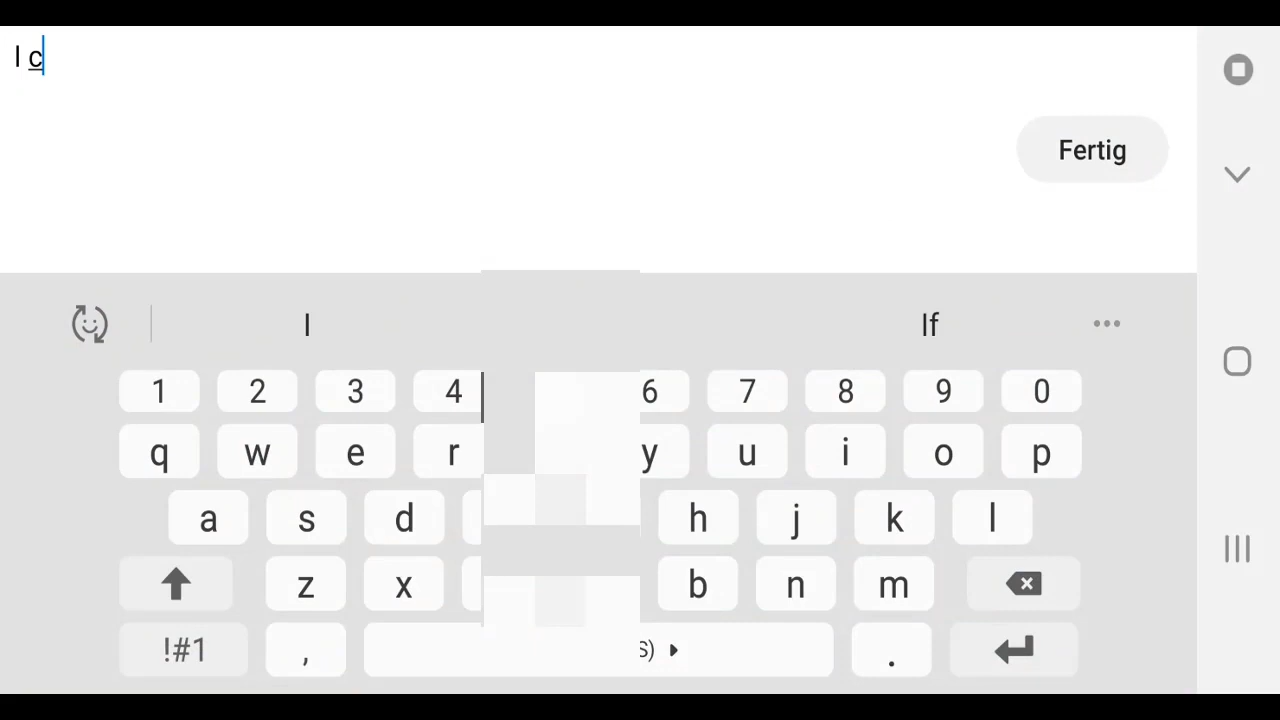 I c
Fertig
I If
1 2 3 4 6 7 8 9 0
q w e r y u i o p
a s d h j k l
z x b n m
!#1 , S) .